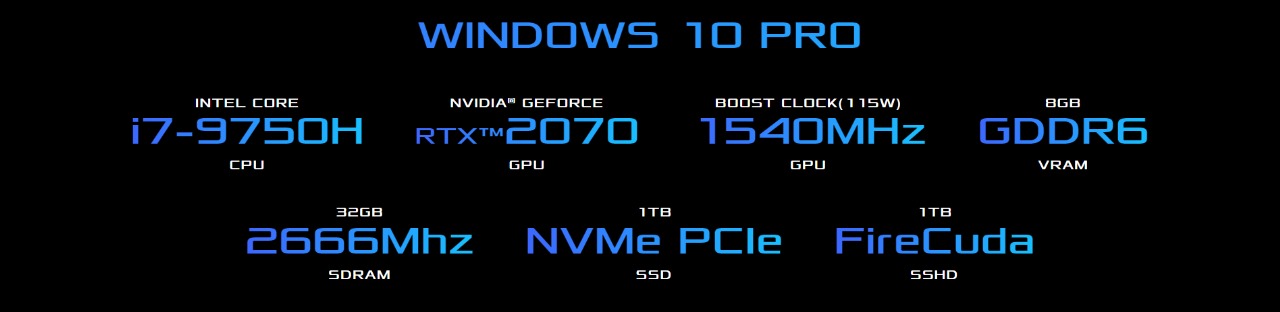 WINDOWS 10 PRO
INTEL CORE
i7-9750H
CPU
NVIDIA® GEFORCE
RTX™2070
GPU
BOOST CLOCK(115W)
1540MHz
GPU
8GB
GDDR6
VRAM
32GB
2666Mhz
SDRAM
1TB
NVMe PCIe
SSD
1TB
FireCuda
SSHD